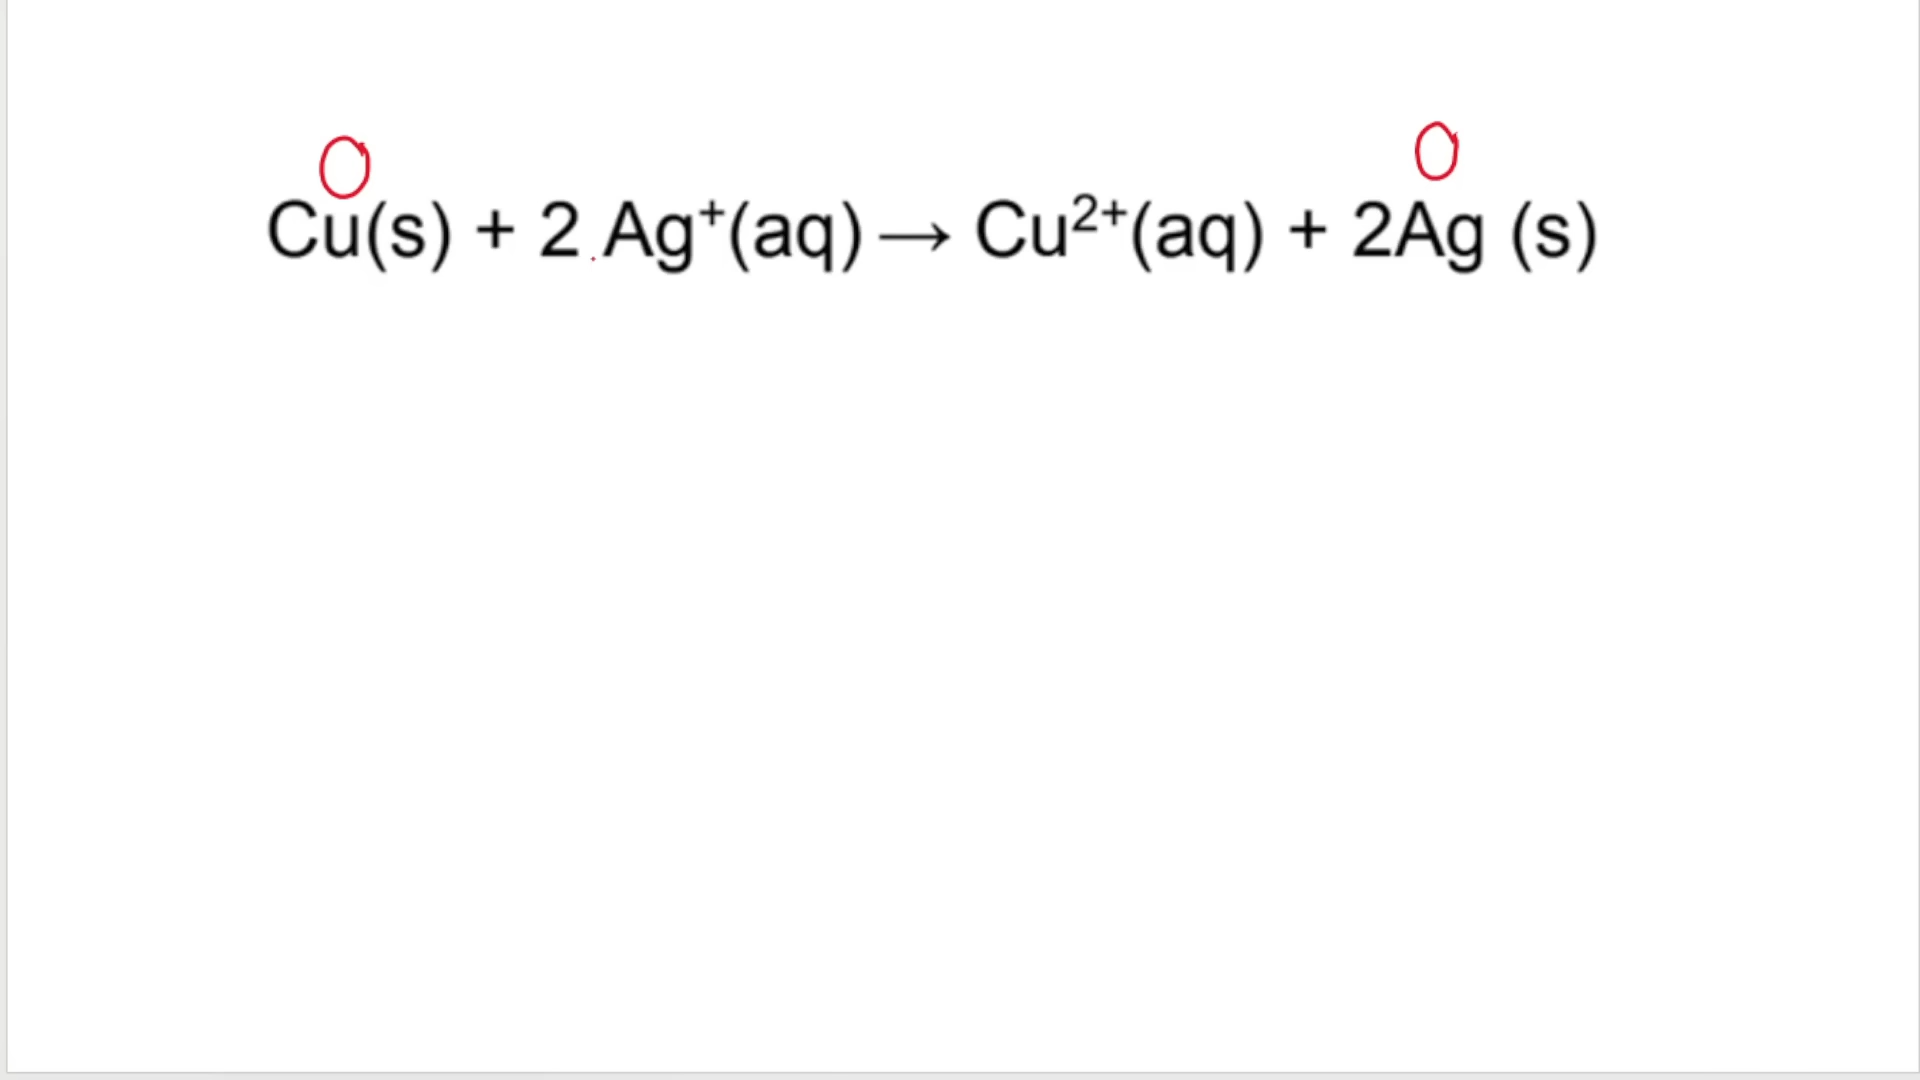 0 0
Cu(s) + 2 Ag⁺(aq) → Cu²⁺(aq) + 2Ag (s)